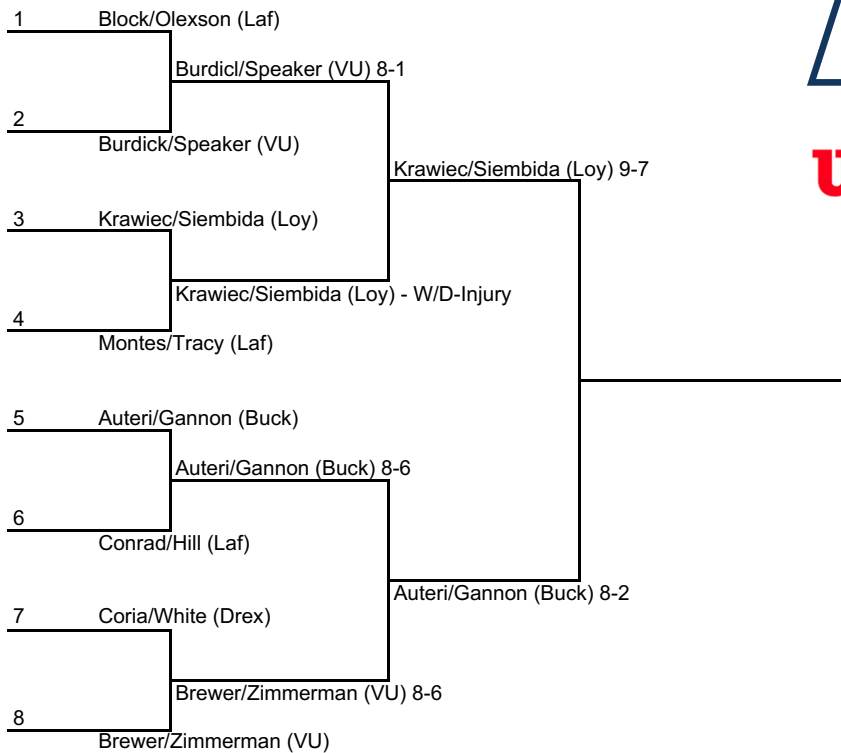 1 Block/Olexson (Laf)
Burdicl/Speaker (VU) 8-1
2
Burdick/Speaker (VU)
Krawiec/Siembida (Loy) 9-7
3 Krawiec/Siembida (Loy)
Krawiec/Siembida (Loy) - W/D-Injury
4
Montes/Tracy (Laf)
5 Auteri/Gannon (Buck)
Auteri/Gannon (Buck) 8-6
6
Conrad/Hill (Laf)
Auteri/Gannon (Buck) 8-2
7 Coria/White (Drex)
Brewer/Zimmerman (VU) 8-6
8
Brewer/Zimmerman (VU)